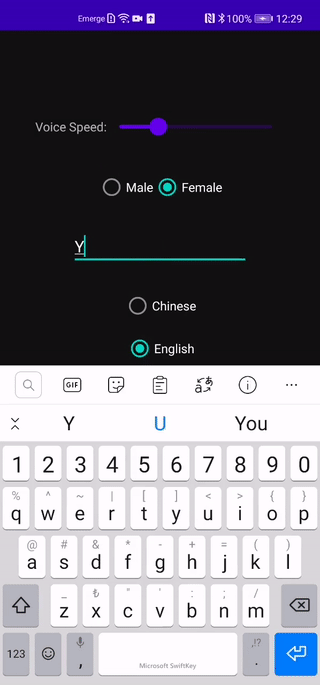 Emerge 100% 12:29
Voice Speed:
Male Female
Y
Chinese
English
GIF
Y U You
1 2 3 4 5 6 7 8 9 0
% ^ ~ | [ ] < > { }
q w e r t y u i o p
@ # & * - + = ( )
a s d f g h j k l
₺ " ' : ; /
z x c v b n m
123 , Microsoft SwiftKey ,!? .